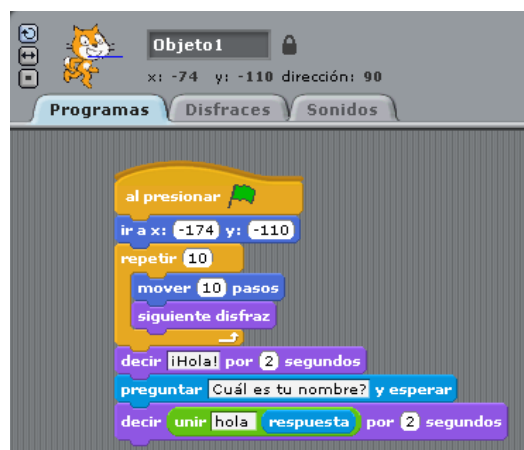 Objeto1
x: -74 y: -110 dirección: 90
Programas Disfraces Sonidos
al presionar
ir a x: -174 y: -110
repetir 10
mover 10 pasos
siguiente disfraz
decir ¡Hola! por 2 segundos
preguntar Cuál es tu nombre? y esperar
decir unir hola respuesta por 2 segundos